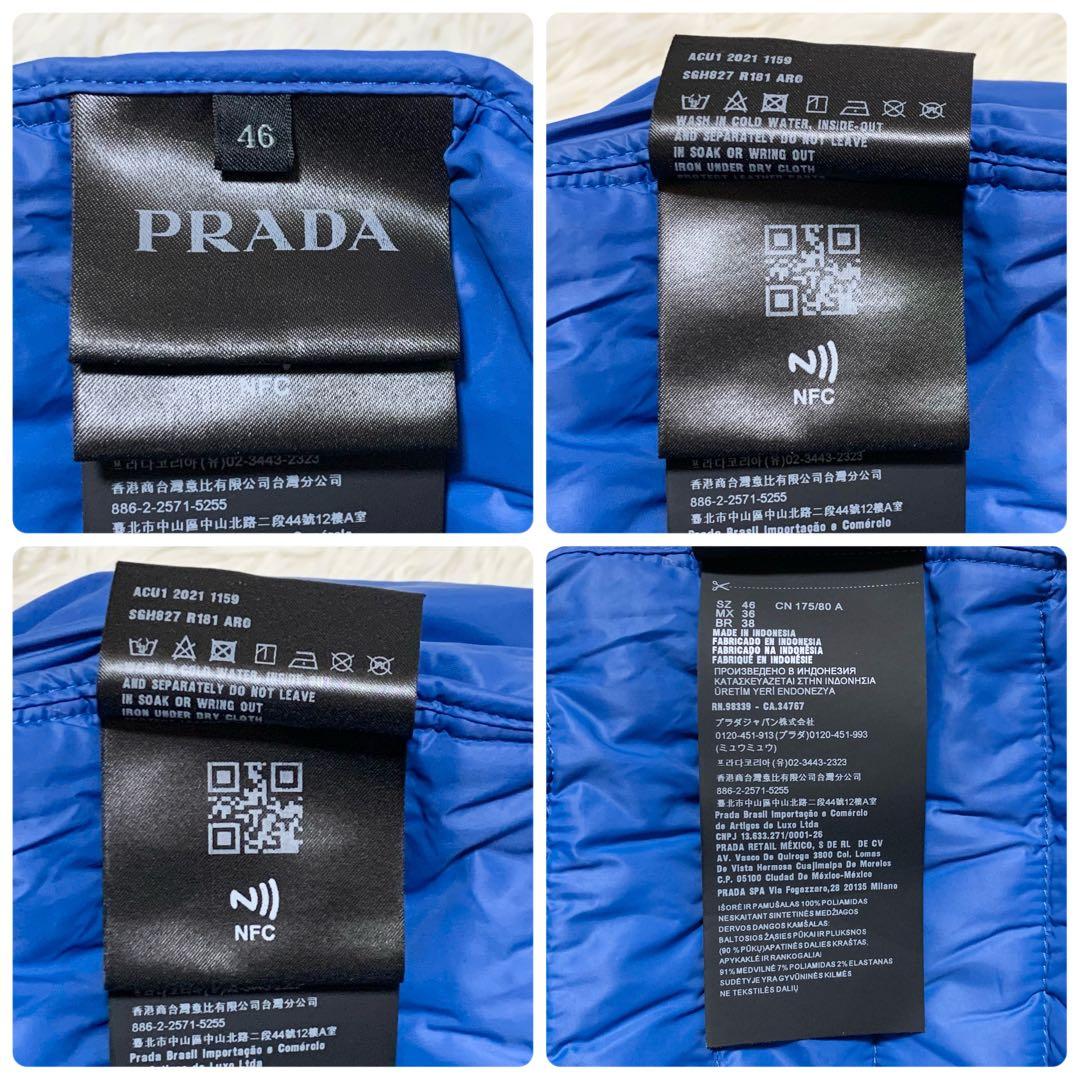 46
PRADA
NFC
프라다코리아(유)02-3443-2323
香港商台灣意比有限公司台灣分公司
886-2-2571-5255
臺北市中山區中山北路二段44號12樓A室
Prada Brasil Importação e Comércio
ACU1 2021 1159
SGH827 R181 AR0
WASH IN COLD WATER, INSIDE-OUT
AND SEPARATELY DO NOT LEAVE
IN SOAK OR WRING OUT
IRON UNDER DRY CLOTH
PROTECT LEATHER PARTS
NFC
프라다코리아(유)02-3443-2323
香港商台灣意比有限公司台灣分公司
886-2-2571-5255
臺北市中山區中山北路二段44號12樓A室
Prada Brasil Importação e Comércio
ACU1 2021 1159
SGH827 R181 AR0
WATER, INSIDE
AND SEPARATELY DO NOT LEAVE
IN SOAK OR WRING OUT
IRON UNDER DRY CLOTH
NFC
香港商台灣意比有限公司台灣分公司
886-2-2571-5255
臺北市中山區中山北路二段44號12樓A室
Prada Brasil Importação e Comércio
de Artigos de Luxo Ltda
SZ 46 CN 175/80 A
MX 36
BR 38
MADE IN INDONESIA
FABRICADO EN INDONESIA
FABRICADO NA INDONÉSIA
FABRIQUÉ EN INDONÉSIE
ПРОИЗВЕДЕНО В ИНДОНЕЗИЯ
ΚΑΤΑΣΚΕΥΑΖΕΤΑΙ ΣΤΗΝ ΙΝΔΟΝΗΣΙΑ
ÜRETİM YERİ ENDONEZYA
RN.98339 - CA.34767
プラダジャパン株式会社
0120-451-913(プラダ)0120-451-993
(ミュウミュウ)
프라다코리아(유)02-3443-2323
香港商台灣意比有限公司台灣分公司
886-2-2571-5255
臺北市中山區中山北路二段44號12樓A室
Prada Brasil Importação e Comércio
de Artigos de Luxo Ltda
CNPJ 13.633.271/0001-26
PRADA RETAIL MÉXICO, S DE RL DE CV
AV. Vasco De Quiroga 3800 Col. Lomas
De Vista Hermosa Cuajimalpa De Morelos
C.P. 05100 Ciudad De México-México
PRADA SPA Via Fogazzaro,28 20135 Milano
IŠORĖ IR PAMUŠALAS 100% POLIAMIDAS
NESKAITANT SINTETINĖS MEDŽIAGOS
DERVOS DANGOS KAMŠALAS:
BALTOSIOS ŽĄSIES PŪKAI IR PLUKSNOS
(90 % PŪKŲ)APATINĖS DALIES KRAŠTAS,
APYKAKLĖ IR RANKOGALIAI
91% MEDVILNĖ 7% POLIAMIDAS 2% ELASTANAS
SUDĖTYJE YRA GYVŪNINĖS KILMĖS
NE TEKSTILĖS DALIŲ